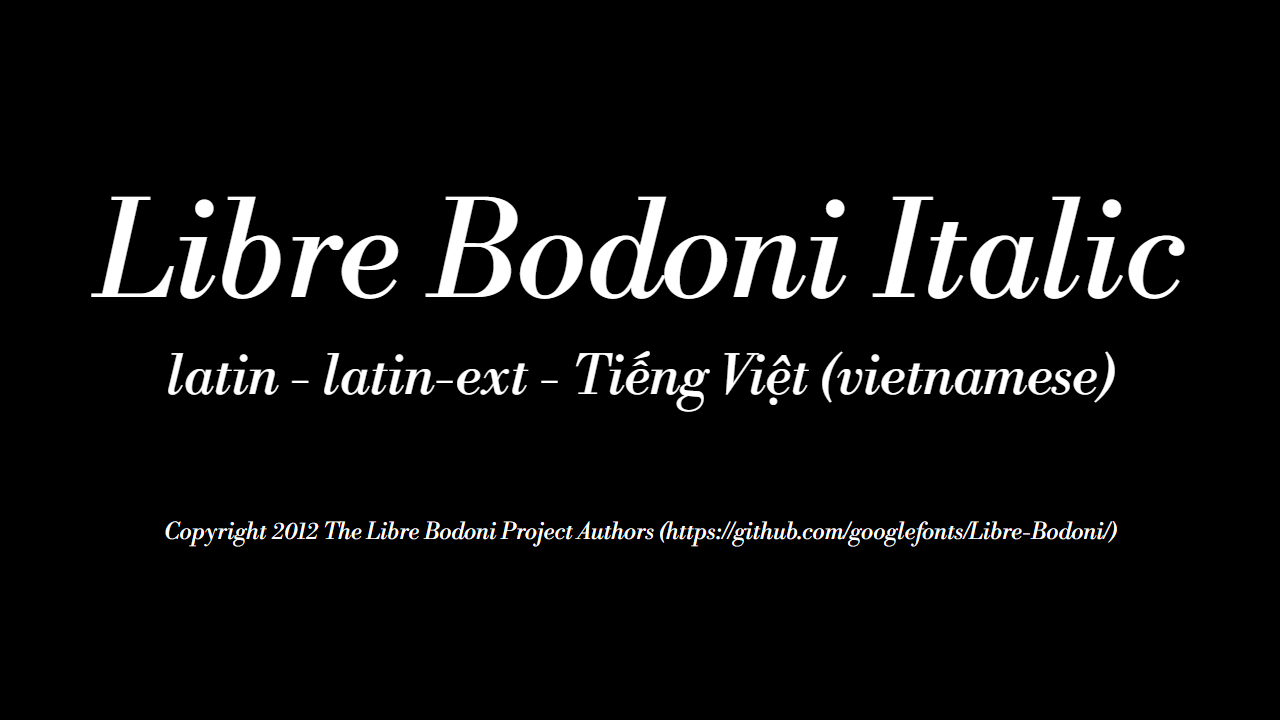 Libre Bodoni Italic
latin - latin-ext - Tiếng Việt (vietnamese)
Copyright 2012 The Libre Bodoni Project Authors (https://github.com/googlefonts/Libre-Bodoni/)